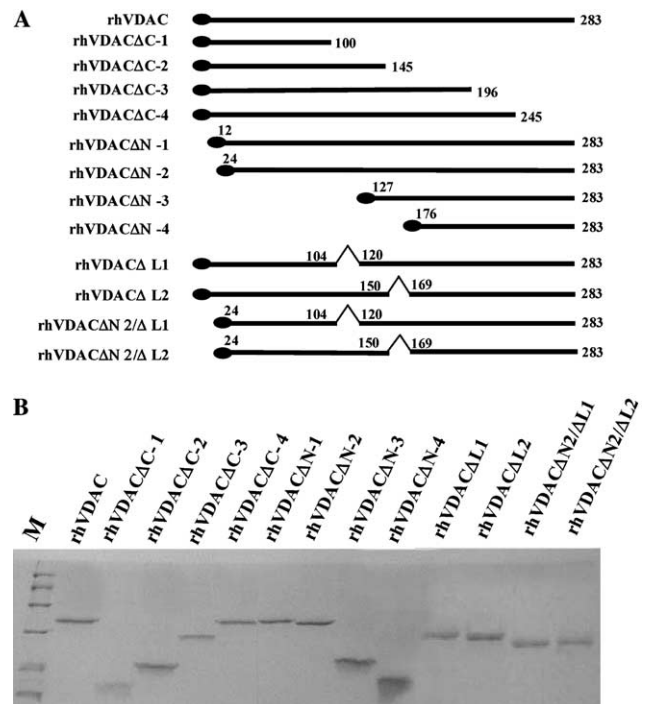 A
rhVDAC 283
rhVDACΔC-1 100
rhVDACΔC-2 145
rhVDACΔC-3 196
rhVDACΔC-4 245
12
rhVDACΔN -1 283
24
rhVDACΔN -2 283
127
rhVDACΔN -3 283
176
rhVDACΔN -4 283
rhVDACΔ L1 104 120 283
rhVDACΔ L2 150 169 283
24
rhVDACΔN 2/Δ L1 104 120 283
24
rhVDACΔN 2/Δ L2 150 169 283
B
M
rhVDAC
rhVDACΔC-1
rhVDACΔC-2
rhVDACΔC-3
rhVDACΔC-4
rhVDACΔN-1
rhVDACΔN-2
rhVDACΔN-3
rhVDACΔN-4
rhVDACΔL1
rhVDACΔL2
rhVDACΔN2/ΔL1
rhVDACΔN2/ΔL2